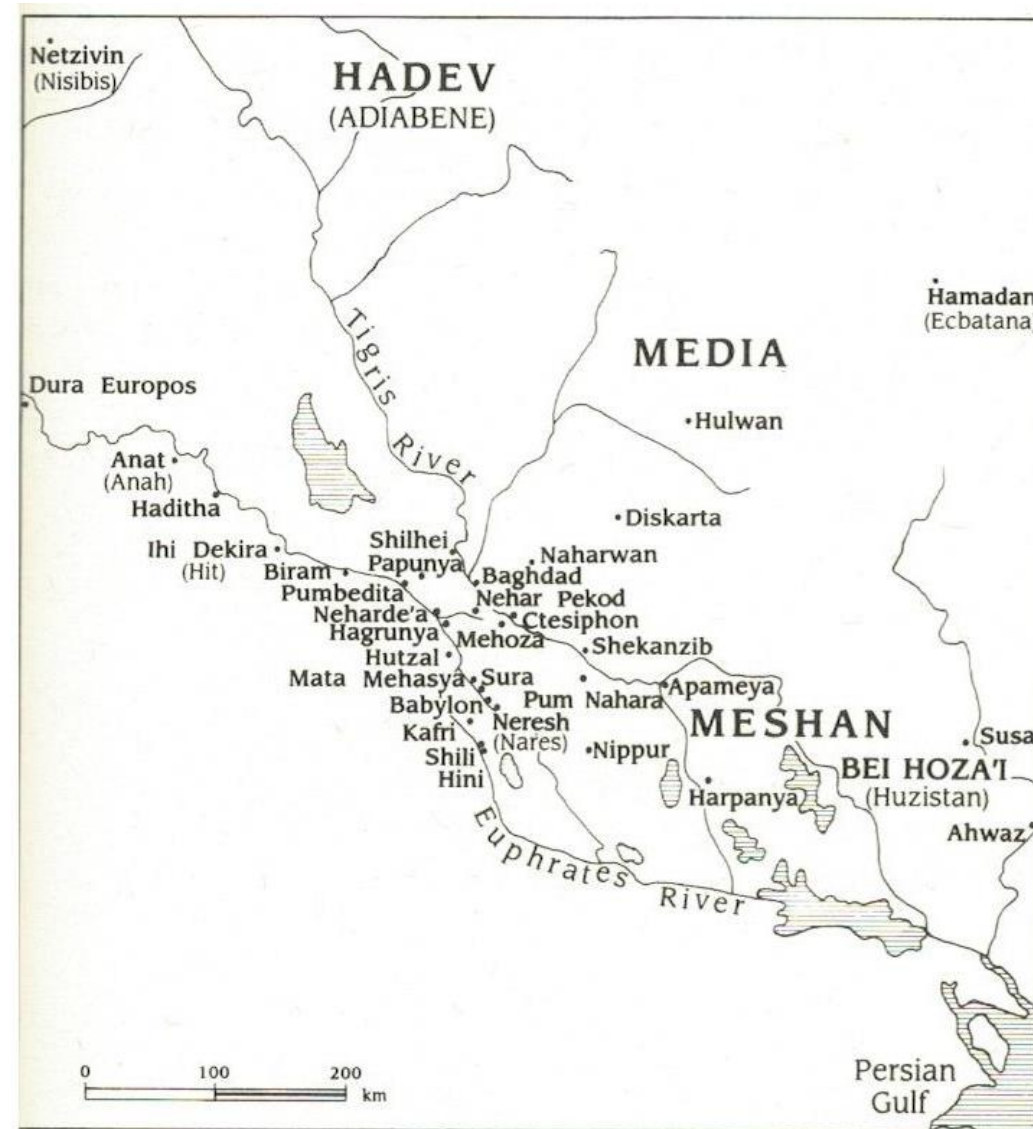 Netzivin
(Nisibis)
HADEV
(ADIABENE)
Hamadan
(Ecbatana)
Tigris River
MEDIA
Dura Europos
Hulwan
Anat
(Anah)
Haditha
Diskarta
Ihi Dekira
(Hit)
Shilhei
Papunya
Naharwan
Biram
Baghdad
Pumbedita
Nehar Pekod
Neharde'a
Ctesiphon
Hagrunya
Mehoza
Shekanzib
Hutzal
Mata Mehasya
Sura
Pum Nahara
Apameya
Babylon
Neresh
(Nares)
MESHAN
Kafri
Susa
Shili
Nippur
BEI HOZA'I
(Huzistan)
Hini
Harpanya
Ahwaz
Euphrates River
Persian
Gulf
0 100 200
km